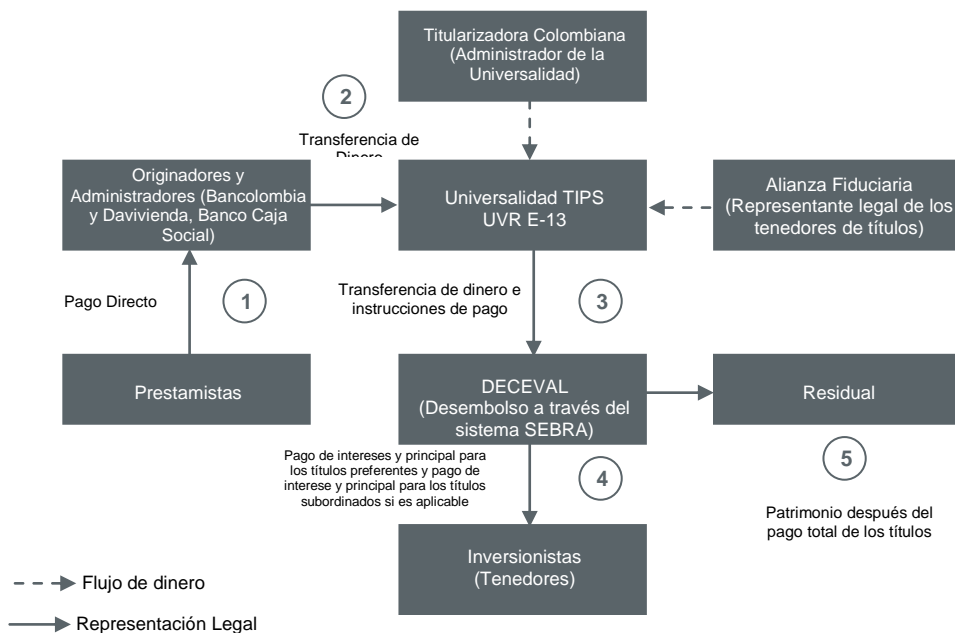 Titularizadora Colombiana
(Administrador de la
Universalidad)
2
Transferencia de
Dinero
Originadores y
Administradores (Bancolombia
y Davivienda, Banco Caja
Social)
Universalidad TIPS
UVR E-13
Alianza Fiduciaria
(Representante legal de los
tenedores de títulos)
Pago Directo
1
Transferencia de dinero e
instrucciones de pago
3
Prestamistas
DECEVAL
(Desembolso a través del
sistema SEBRA)
Residual
Pago de intereses y principal para
los títulos preferentes y pago de
interese y principal para los títulos
subordinados si es aplicable
4
5
Patrimonio después del
pago total de los títulos
Inversionistas
(Tenedores)
Flujo de dinero
Representación Legal